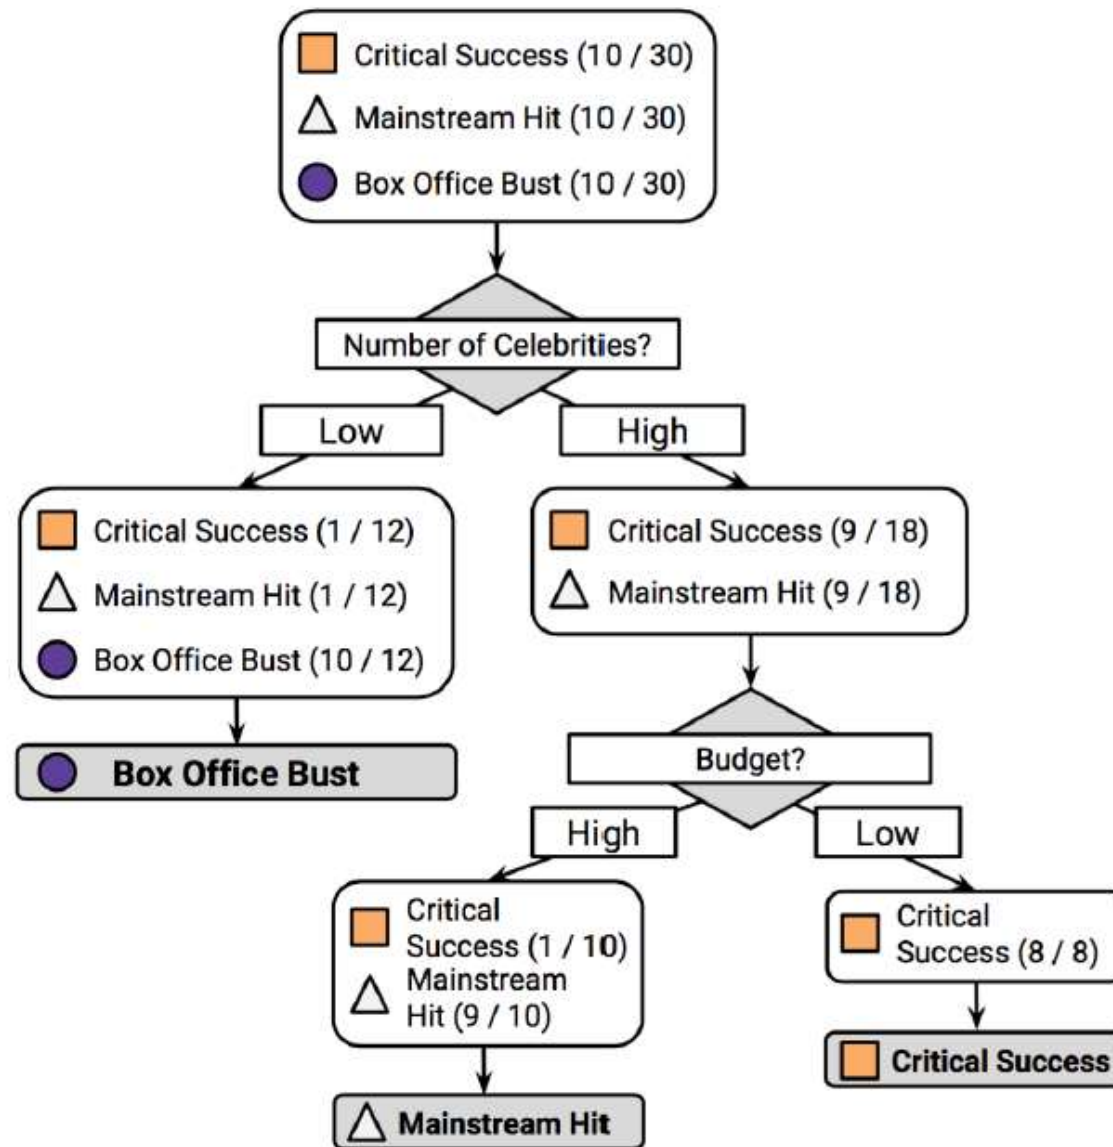 Critical Success (10 / 30)
Mainstream Hit (10 / 30)
Box Office Bust (10 / 30)
Number of Celebrities?
Low
High
Critical Success (1 / 12)
Mainstream Hit (1 / 12)
Box Office Bust (10 / 12)
Box Office Bust
Critical Success (9 / 18)
Mainstream Hit (9 / 18)
Budget?
High
Low
Critical
Success (1 / 10)
Mainstream
Hit (9 / 10)
Mainstream Hit
Critical
Success (8 / 8)
Critical Success